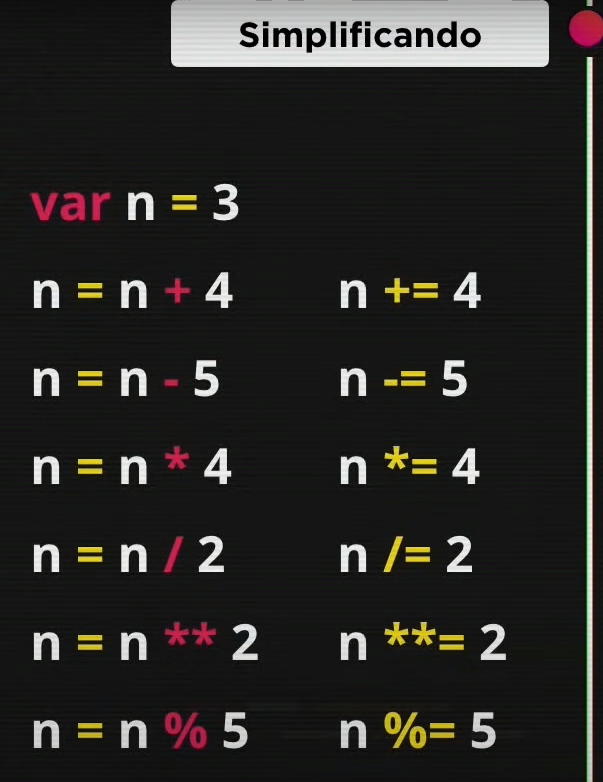 Simplificando
var n = 3
n = n + 4 n += 4
n = n - 5 n -= 5
n = n * 4 n *= 4
n = n / 2 n /= 2
n = n ** 2 n **= 2
n = n % 5 n %= 5